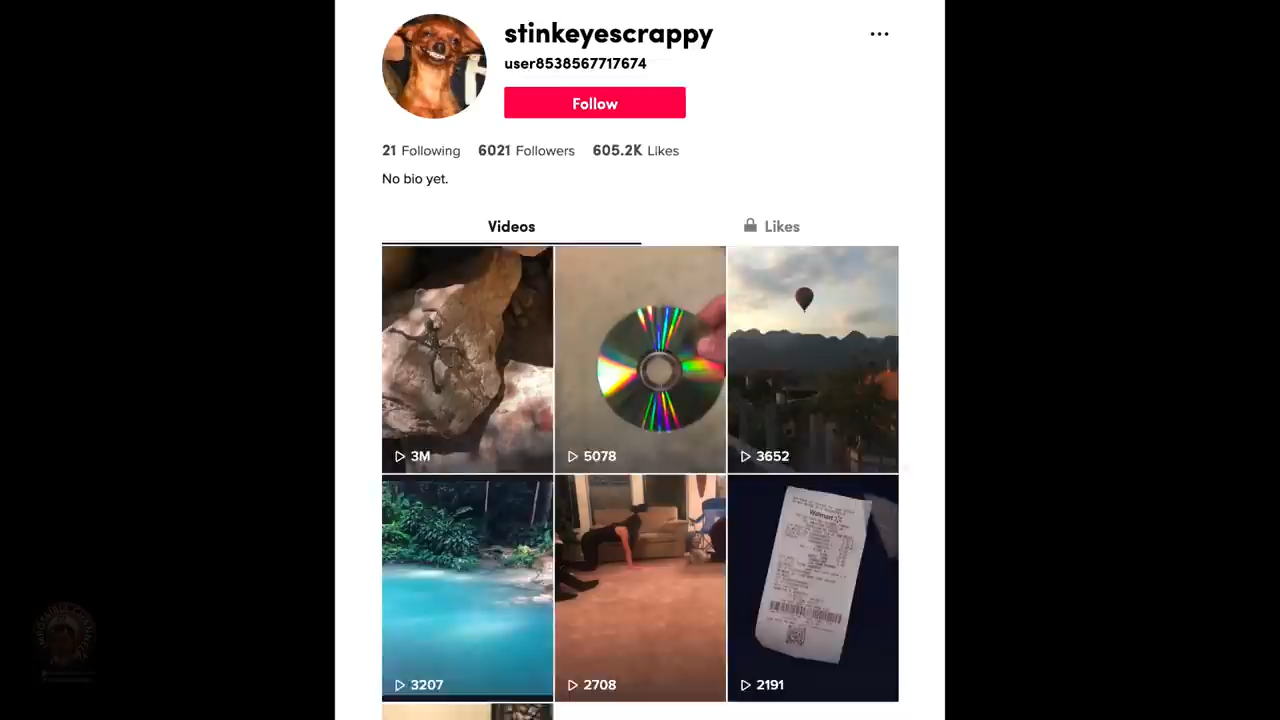 stinkeyescrappy
user8538567717674
Follow
21 Following 6021 Followers 605.2K Likes
No bio yet.
Videos Likes
3M 5078 3652
Walmart
3207 2708 2191